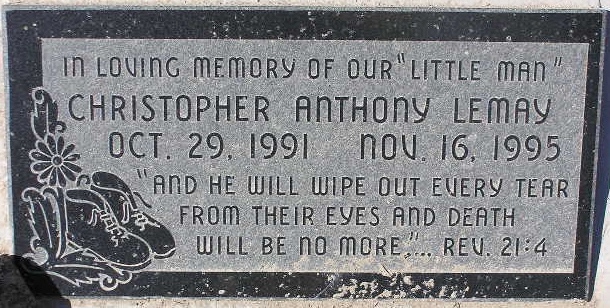 IN LOVING MEMORY OF OUR "LITTLE MAN"
CHRISTOPHER ANTHONY LEMAY
OCT. 29, 1991 NOV. 16, 1995
"AND HE WILL WIPE OUT EVERY TEAR
FROM THEIR EYES AND DEATH
WILL BE NO MORE,"... REV. 21:4